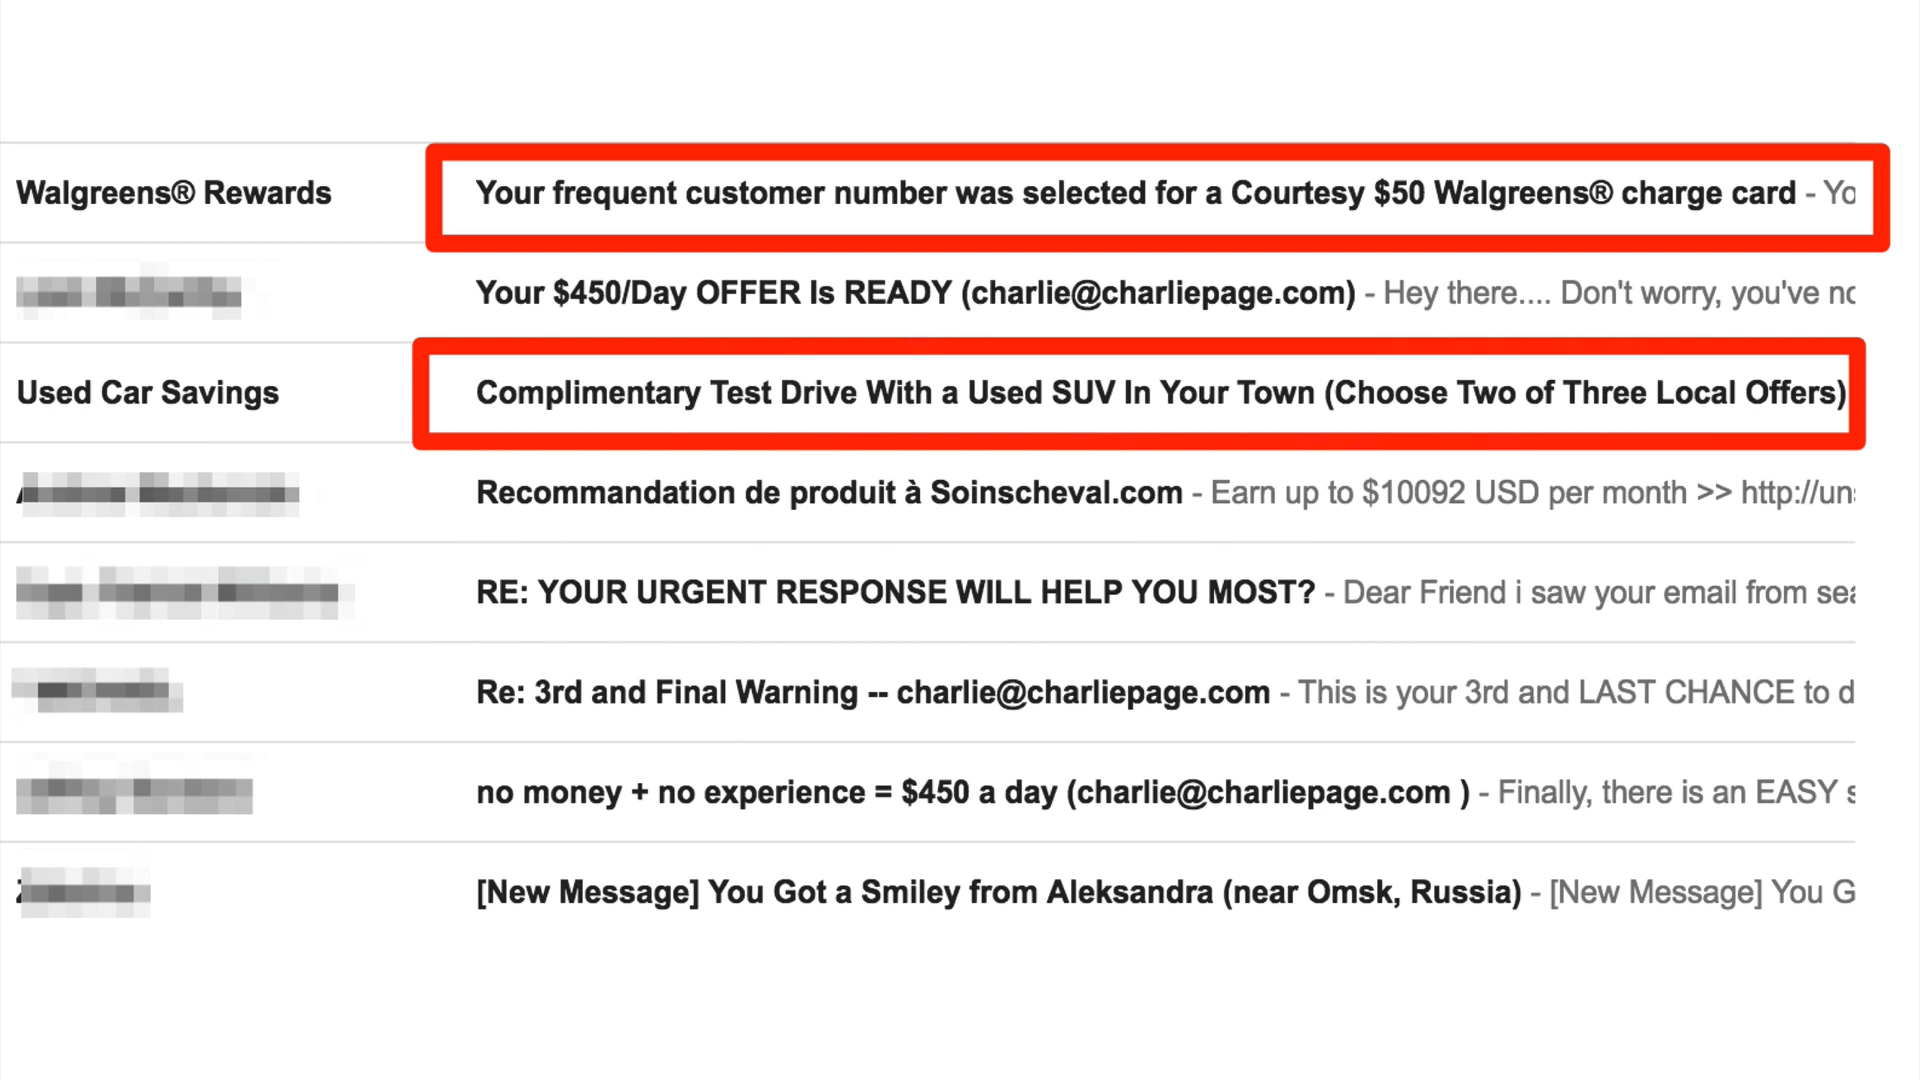 Walgreens® Rewards Your frequent customer number was selected for a Courtesy $50 Walgreens® charge card - Yo
Your $450/Day OFFER Is READY (charlie@charliepage.com) - Hey there.... Don't worry, you've no
Used Car Savings Complimentary Test Drive With a Used SUV In Your Town (Choose Two of Three Local Offers)
Recommandation de produit à Soinscheval.com - Earn up to $10092 USD per month >> http://uns
RE: YOUR URGENT RESPONSE WILL HELP YOU MOST? - Dear Friend i saw your email from sea
Re: 3rd and Final Warning -- charlie@charliepage.com - This is your 3rd and LAST CHANCE to d
no money + no experience = $450 a day (charlie@charliepage.com ) - Finally, there is an EASY s
[New Message] You Got a Smiley from Aleksandra (near Omsk, Russia) - [New Message] You G